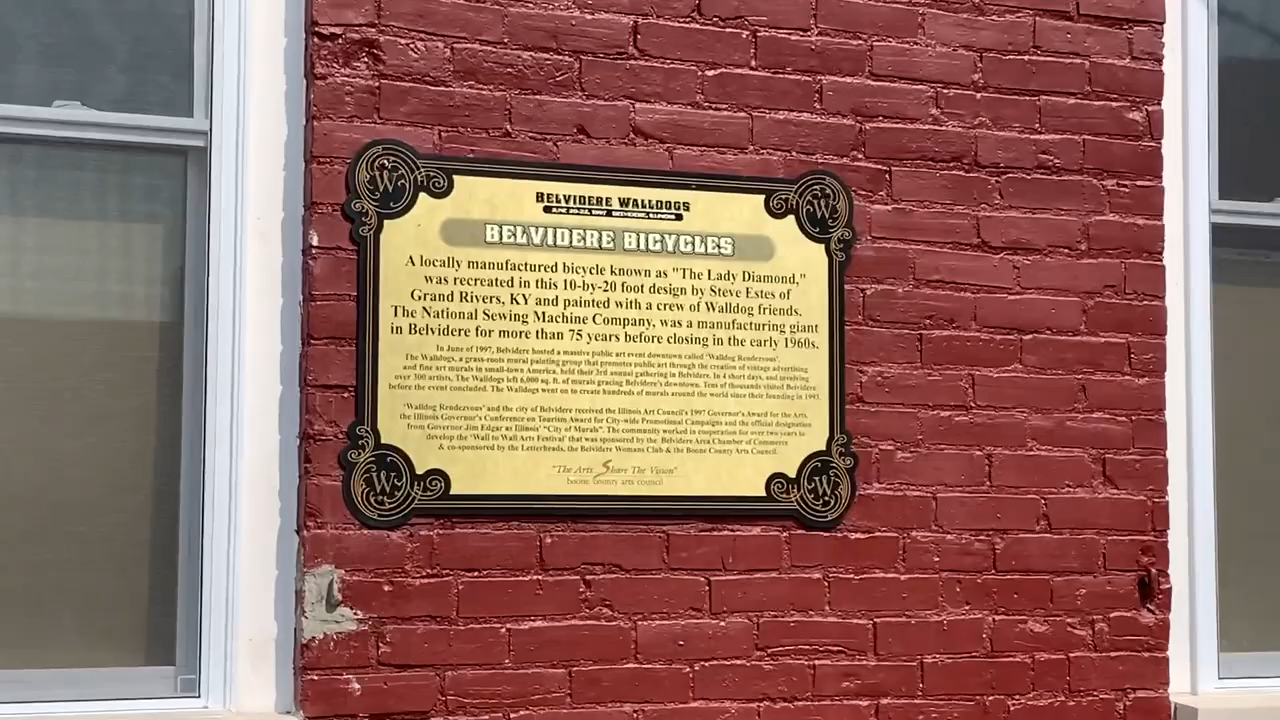 W
W
BELVIDERE WALLDOGS
JUNE 20-22, 1997 BELVIDERE, ILLINOIS
BELVIDERE BICYCLES
A locally manufactured bicycle known as "The Lady Diamond,"
was recreated in this 10-by-20 foot design by Steve Estes of
Grand Rivers, KY and painted with a crew of Walldog friends.
The National Sewing Machine Company, was a manufacturing giant
in Belvidere for more than 75 years before closing in the early 1960s.
In June of 1997, Belvidere hosted a massive public art event downtown called 'Walldog Rendezvous'.
The Walldogs, a grass-roots mural painting group that promotes public art through the creation of vintage advertising
and fine art murals in small-town America, held their 3rd annual gathering in Belvidere. In 4 short days, and involving
over 300 artists, The Walldogs left 6,000 sq. ft. of murals gracing Belvidere's downtown. Tens of thousands visited Belvidere
before the event concluded. The Walldogs went on to create hundreds of murals around the world since their founding in 1993.
'Walldog Rendezvous' and the city of Belvidere received the Illinois Art Council's 1997 Governor's Award for the Arts,
the Illinois Governor's Conference on Tourism Award for City-wide Promotional Campaigns and the official designation
from Governor Jim Edgar as Illinois' "City of Murals". The community worked in cooperation for over two years to
develop the 'Wall to Wall Arts Festival' that was sponsored by the Belvidere Area Chamber of Commerce
& co-sponsored by the Letterheads, the Belvidere Womans Club & the Boone County Arts Council.
"The Arts Share The Vision"
boone county arts council
W
W